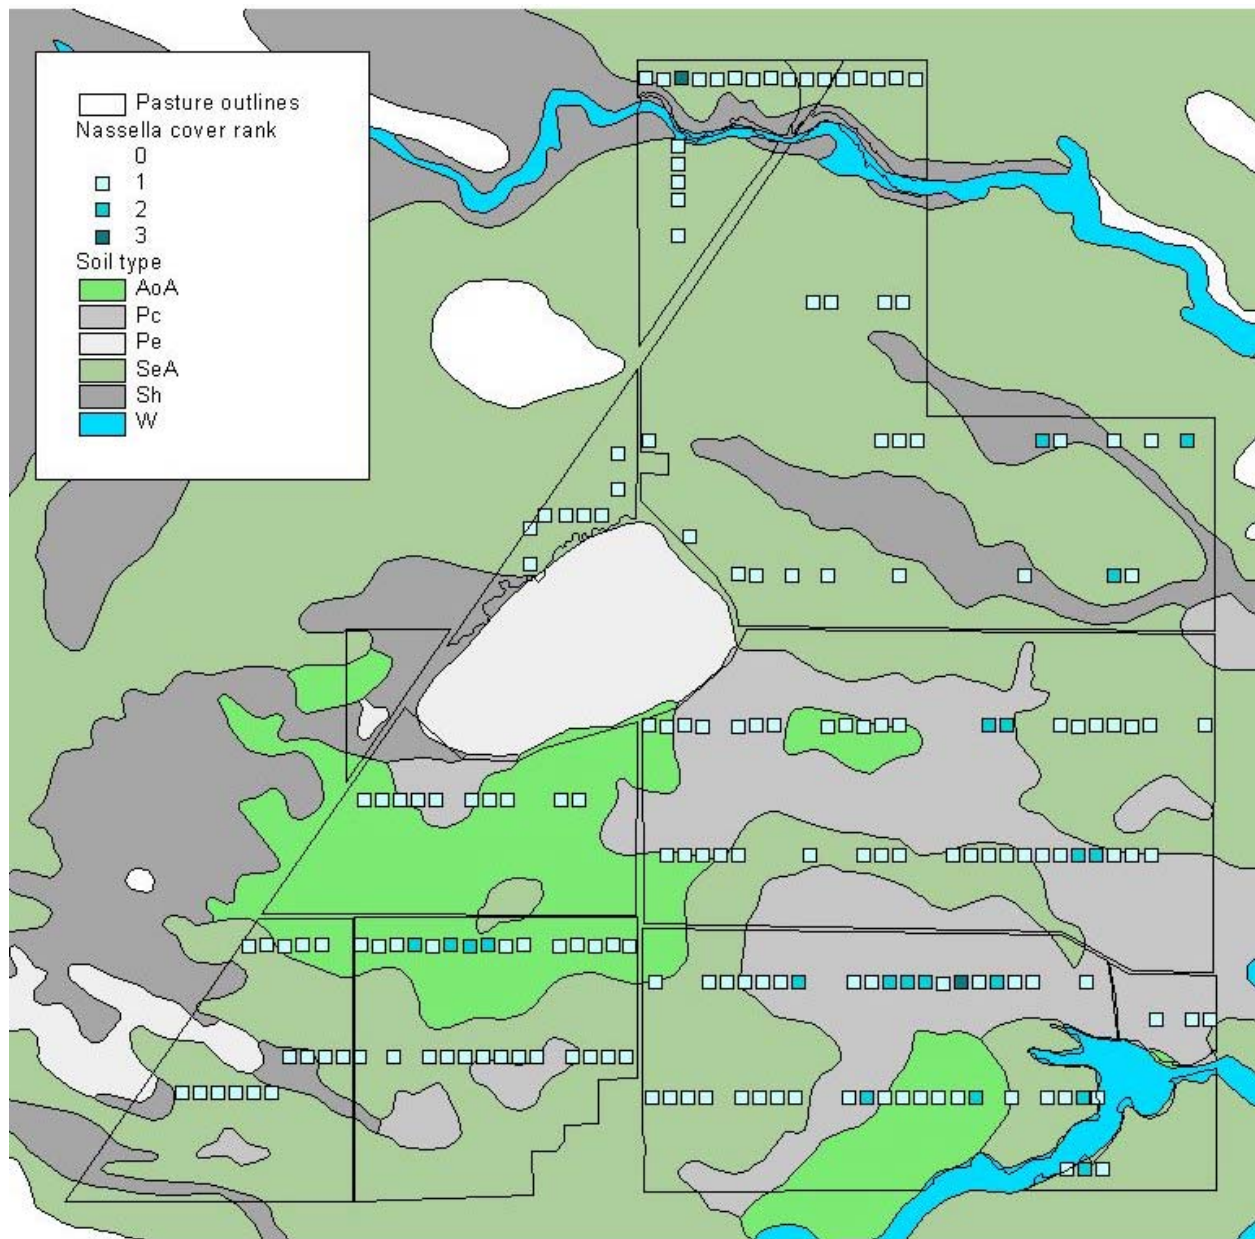 Pasture outlines
Nassella cover rank
0
1
2
3
Soil type
AoA
Pc
Pe
SeA
Sh
W